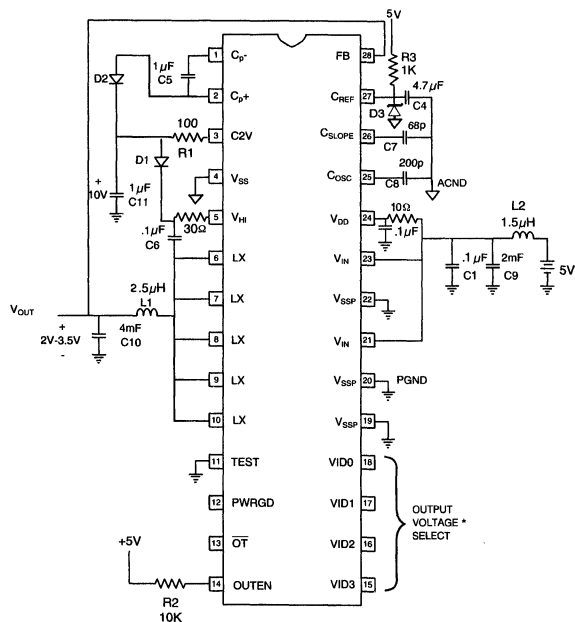 5V
1 Cp- FB 28
R3
1K
1µF
C5
D2
4.7µF
2 Cp+ CREF 27
C4
D3
68p
100
3 C2V CSLOPE 26
R1
C7
D1
200p
4 VSS COSC 25
C8
ACND
+
10V
1µF
C11
10Ω
L2
1.5µH
5 VHI VDD 24
30Ω
.1µF
.1µF
C6
6 LX VIN 23
.1µF
C1
2mF
C9
5V
2.5µH
L1
7 LX VSSP 22
VOUT
+
2V-3.5V
-
4mF
C10
8 LX VIN 21
9 LX VSSP 20 PGND
10 LX VSSP 19
11 TEST VID0 18
12 PWRGD VID1 17
OUTPUT
VOLTAGE *
SELECT
+5V
13 OT VID2 16
14 OUTEN VID3 15
R2
10K